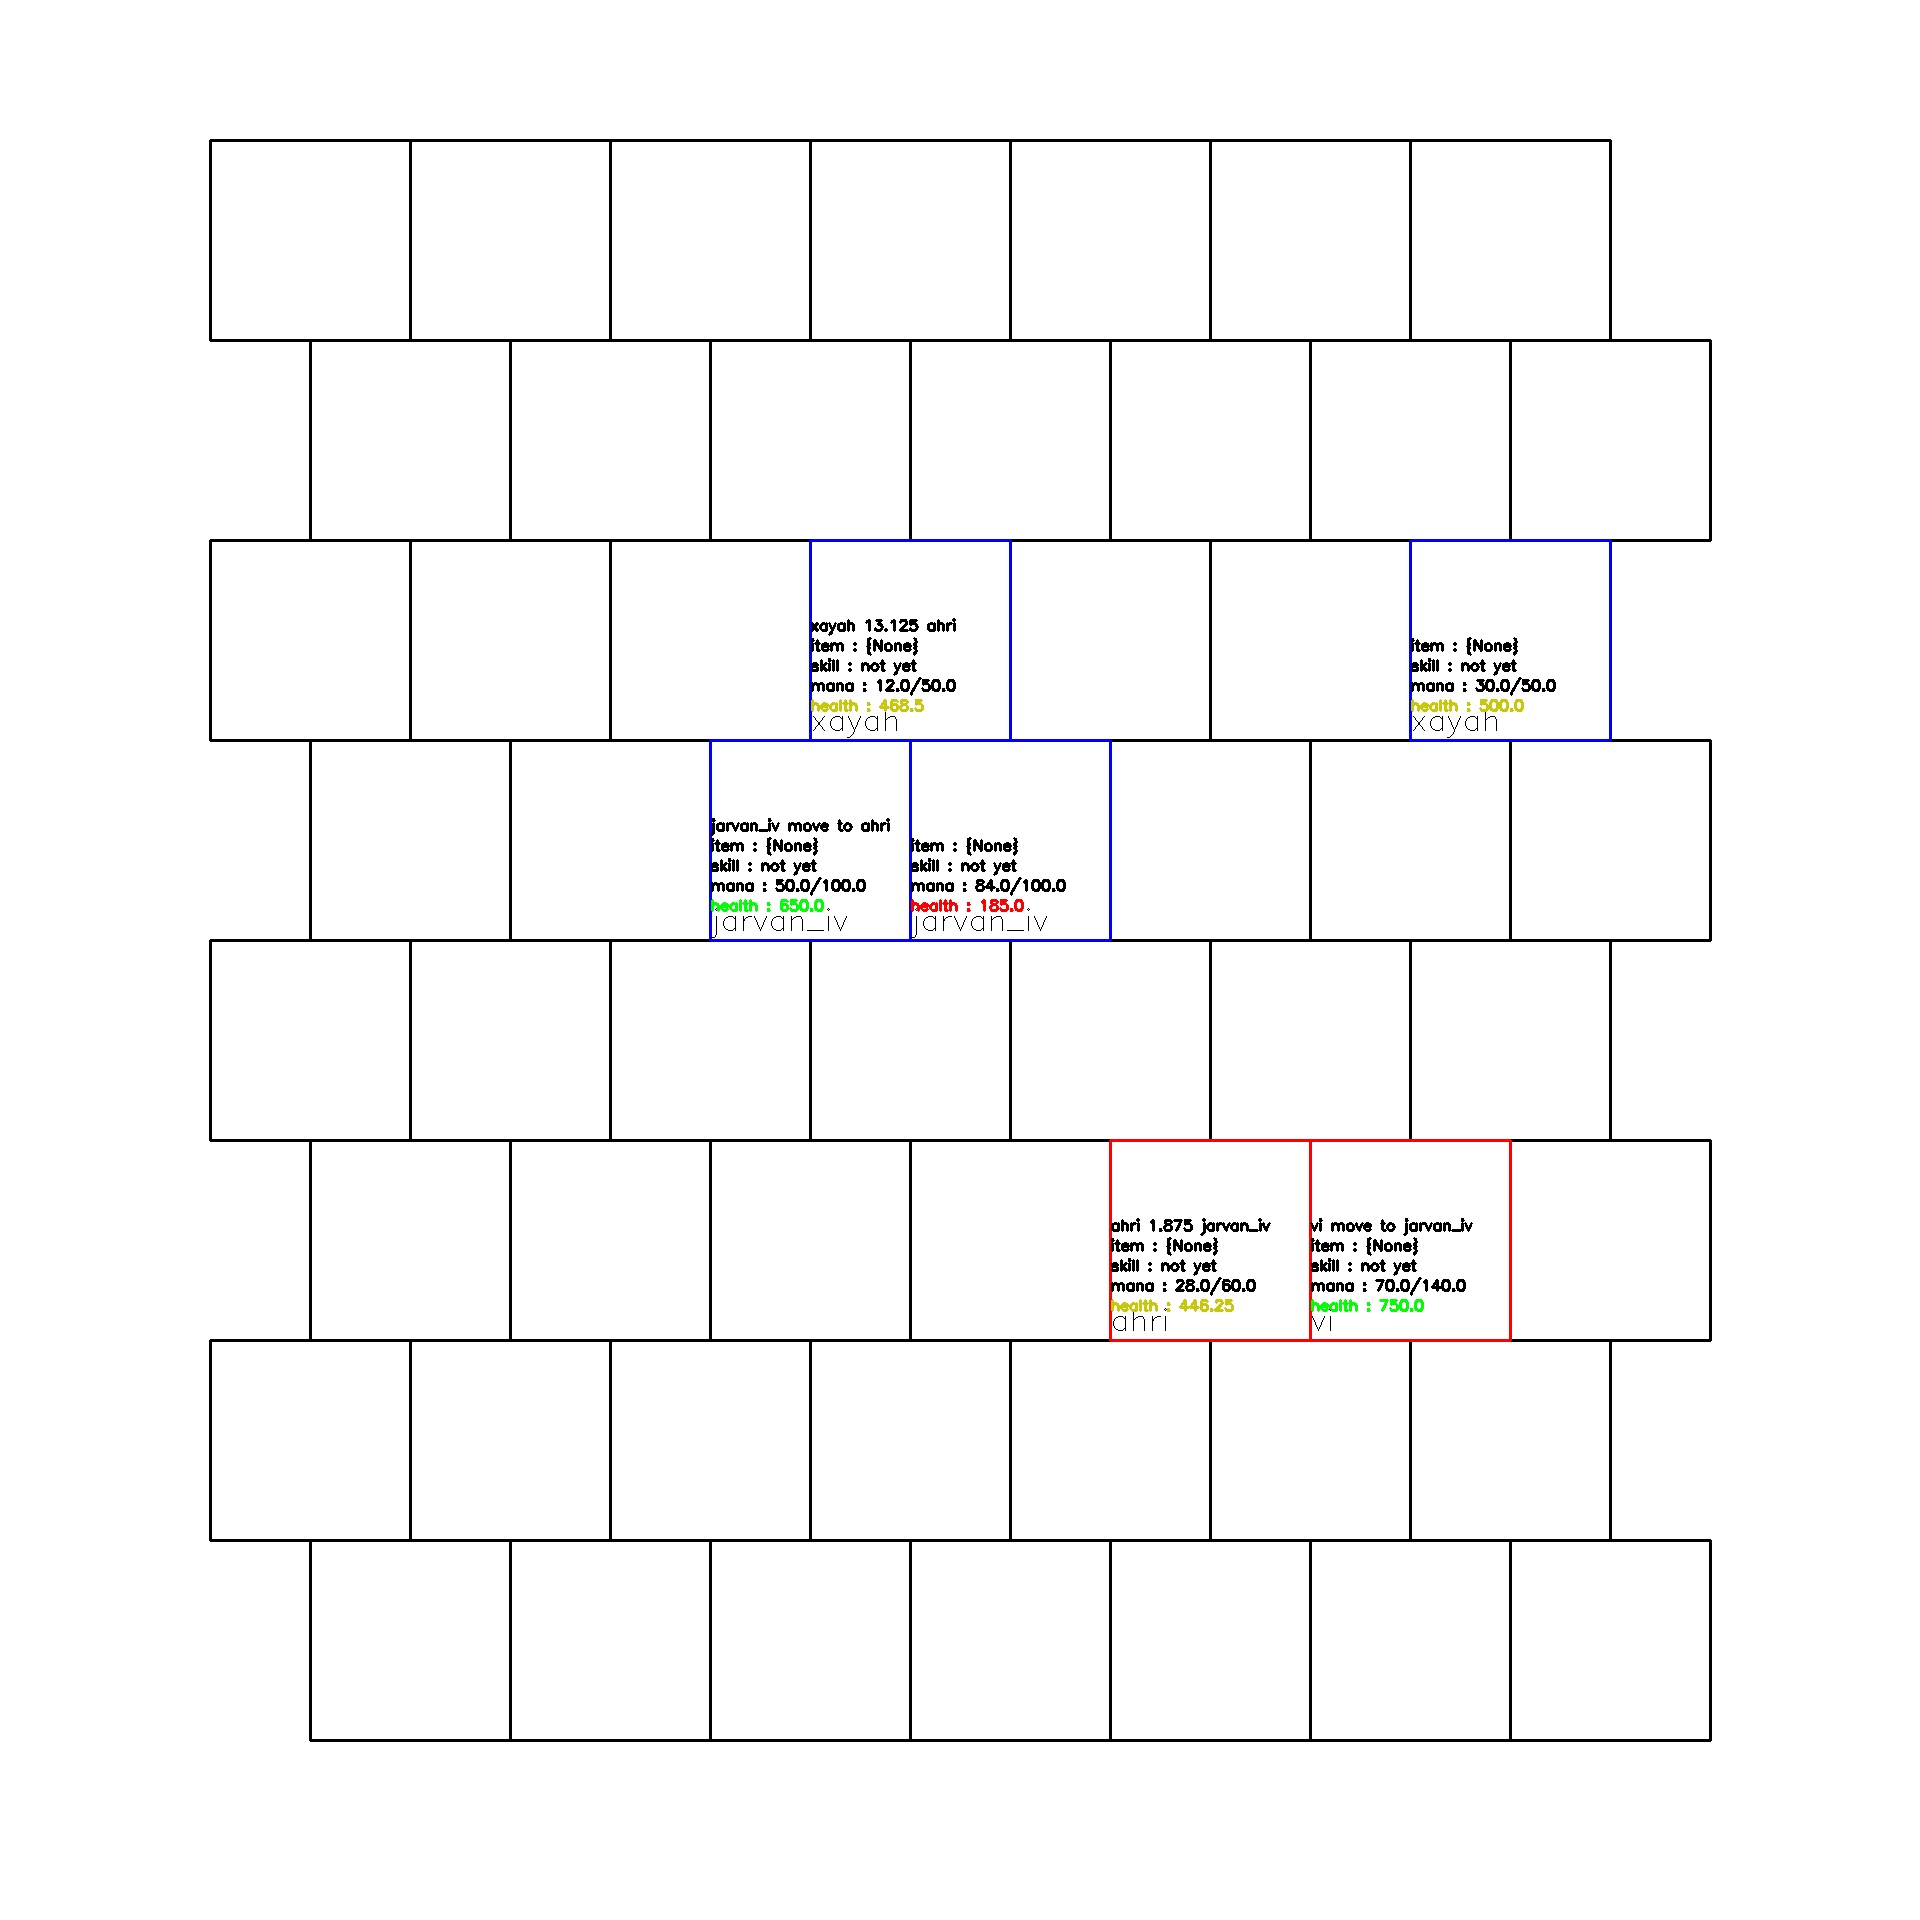 xayah 13.125 ahri
item : {None}
skill : not yet
mana : 12.0/50.0
health : 468.5
xayah
item : {None}
skill : not yet
mana : 30.0/50.0
health : 500.0
xayah
jarvan_iv move to ahri
item : {None}
skill : not yet
mana : 50.0/100.0
health : 650.0
jarvan_iv
item : {None}
skill : not yet
mana : 84.0/100.0
health : 185.0
jarvan_iv
ahri 1.875 jarvan_iv
item : {None}
skill : not yet
mana : 28.0/60.0
health : 446.25
ahri
vi move to jarvan_iv
item : {None}
skill : not yet
mana : 70.0/140.0
health : 750.0
vi